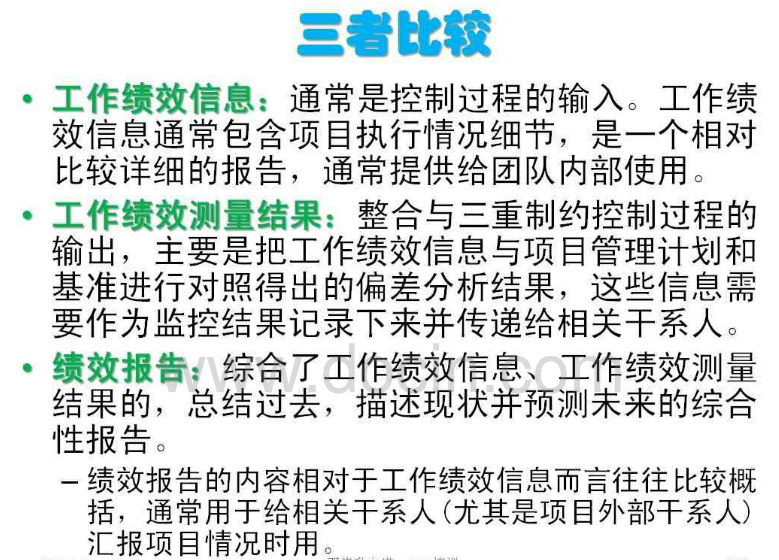 三者比较
• 工作绩效信息：通常是控制过程的输入。工作绩
效信息通常包含项目执行情况细节，是一个相对
比较详细的报告，通常提供给团队内部使用。
• 工作绩效测量结果：整合与三重制约控制过程的
输出，主要是把工作绩效信息与项目管理计划和
基准进行对照得出的偏差分析结果，这些信息需
要作为监控结果记录下来并传递给相关干系人。
• 绩效报告：综合了工作绩效信息、工作绩效测量
结果的，总结过去，描述现状并预测未来的综合
性报告。
– 绩效报告的内容相对于工作绩效信息而言往往比较概
括，通常用于给相关干系人(尤其是项目外部干系人)
汇报项目情况时用。
www.docin.com